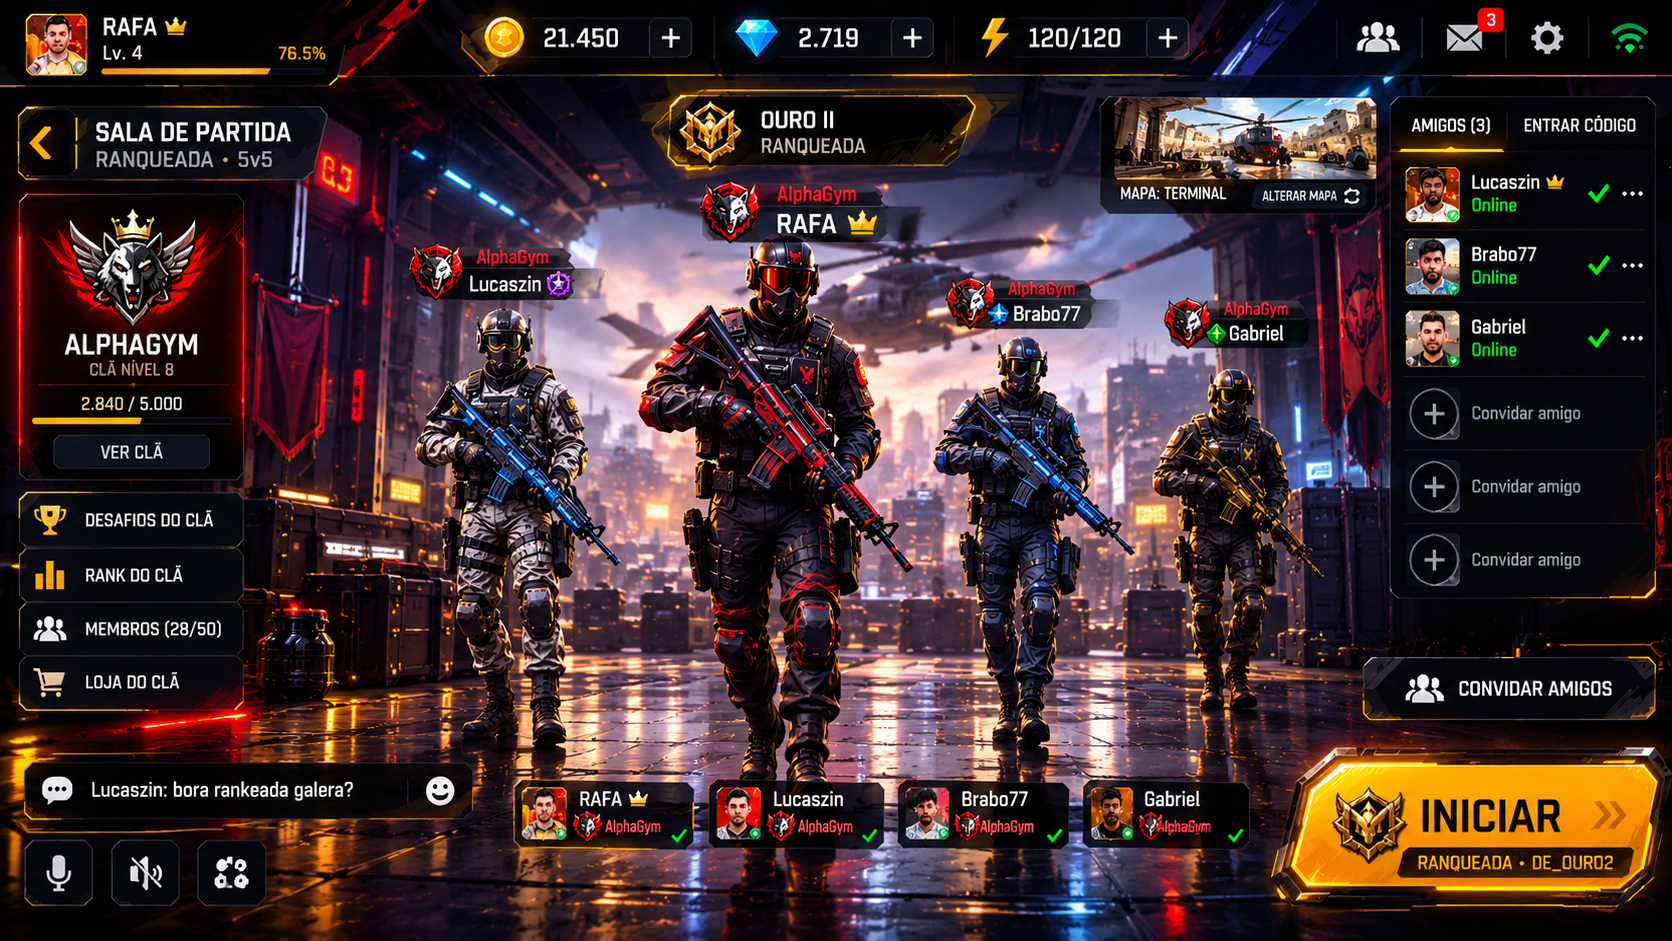 RAFA
Lv. 4
76.5%
21.450
2.719
120/120
3
SALA DE PARTIDA
RANQUEADA • 5v5
OURO II
RANQUEADA
MAPA: TERMINAL
ALTERAR MAPA
AMIGOS (3)
ENTRAR CÓDIGO
Lucaszin
Online
Brabo77
Online
Gabriel
Online
Convidar amigo
Convidar amigo
Convidar amigo
ALPHAGYM
CLÃ NÍVEL 8
2.840 / 5.000
VER CLÃ
DESAFIOS DO CLÃ
RANK DO CLÃ
MEMBROS (28/50)
LOJA DO CLÃ
AlphaGym
Lucaszin
AlphaGym
RAFA
AlphaGym
Brabo77
AlphaGym
Gabriel
CONVIDAR AMIGOS
Lucaszin: bora rankeada galera?
RAFA
AlphaGym
Lucaszin
AlphaGym
Brabo77
AlphaGym
Gabriel
AlphaGym
INICIAR
RANQUEADA • DE_OURO2